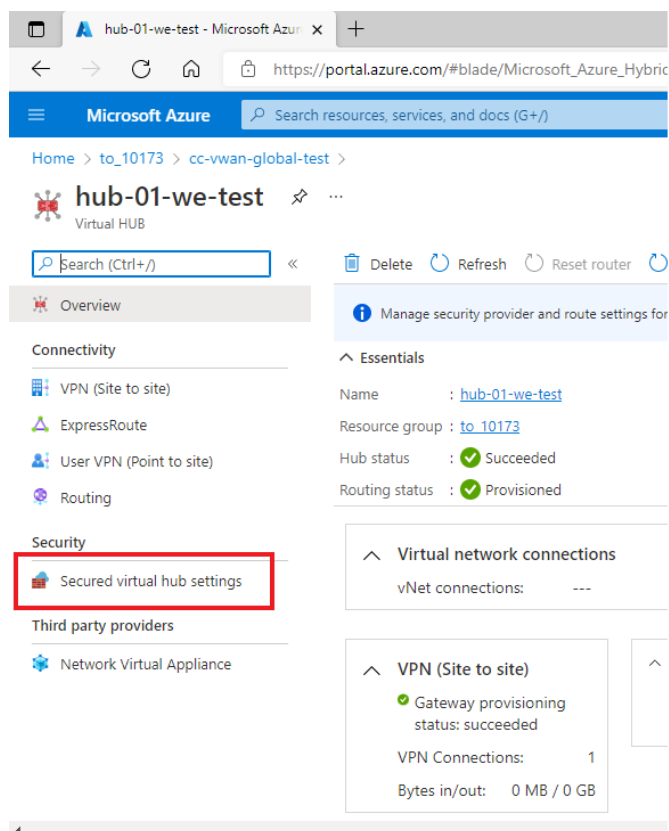 hub-01-we-test - Microsoft Azur
https://portal.azure.com/#blade/Microsoft_Azure_Hybric
Microsoft Azure
Search resources, services, and docs (G+/)
Home > to_10173 > cc-vwan-global-test >
hub-01-we-test
Virtual HUB
Search (Ctrl+/)
«
Delete
Refresh
Reset router
Overview
Manage security provider and route settings for
Connectivity
Essentials
VPN (Site to site)
Name : hub-01-we-test
ExpressRoute
Resource group : to_10173
User VPN (Point to site)
Hub status : Succeeded
Routing
Routing status : Provisioned
Security
Virtual network connections
Secured virtual hub settings
vNet connections: ---
Third party providers
Network Virtual Appliance
VPN (Site to site)
Gateway provisioning
status: succeeded
VPN Connections: 1
Bytes in/out: 0 MB / 0 GB